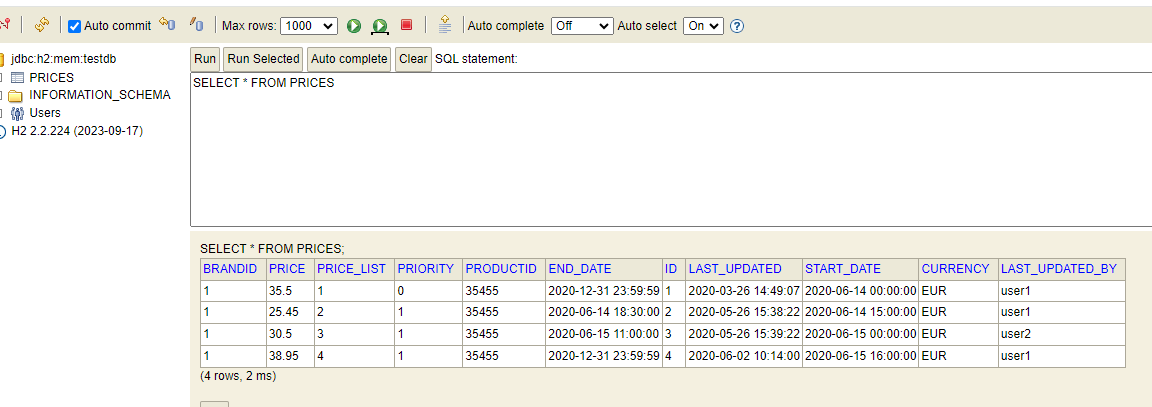 Auto commit Max rows: 1000 Auto complete Off Auto select On ?
jdbc:h2:mem:testdb
PRICES
INFORMATION_SCHEMA
Users
H2 2.2.224 (2023-09-17)
Run Run Selected Auto complete Clear SQL statement:
SELECT * FROM PRICES
SELECT * FROM PRICES;
BRANDID PRICE PRICE_LIST PRIORITY PRODUCTID END_DATE ID LAST_UPDATED START_DATE CURRENCY LAST_UPDATED_BY
1 35.5 1 0 35455 2020-12-31 23:59:59 1 2020-03-26 14:49:07 2020-06-14 00:00:00 EUR user1
1 25.45 2 1 35455 2020-06-14 18:30:00 2 2020-05-26 15:38:22 2020-06-14 15:00:00 EUR user1
1 30.5 3 1 35455 2020-06-15 11:00:00 3 2020-05-26 15:39:22 2020-06-15 00:00:00 EUR user2
1 38.95 4 1 35455 2020-12-31 23:59:59 4 2020-06-02 10:14:00 2020-06-15 16:00:00 EUR user1
(4 rows, 2 ms)